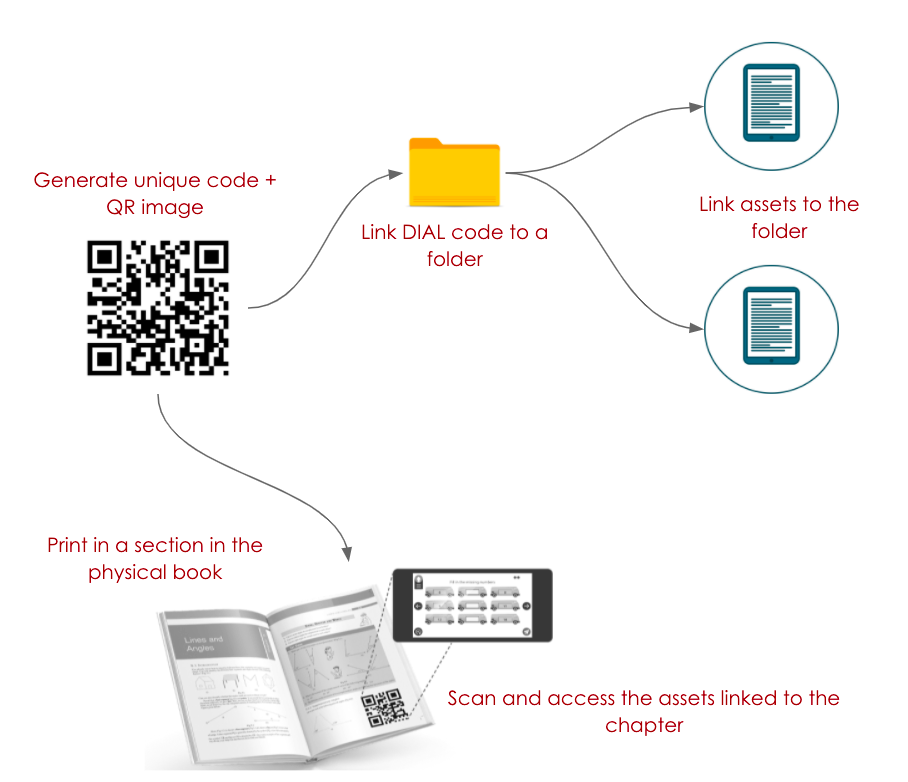 Generate unique code +
QR image
Link DIAL code to a
folder
Link assets to the
folder
Print in a section in the
physical book
Lines and
Angles
Scan and access the assets linked to the
chapter